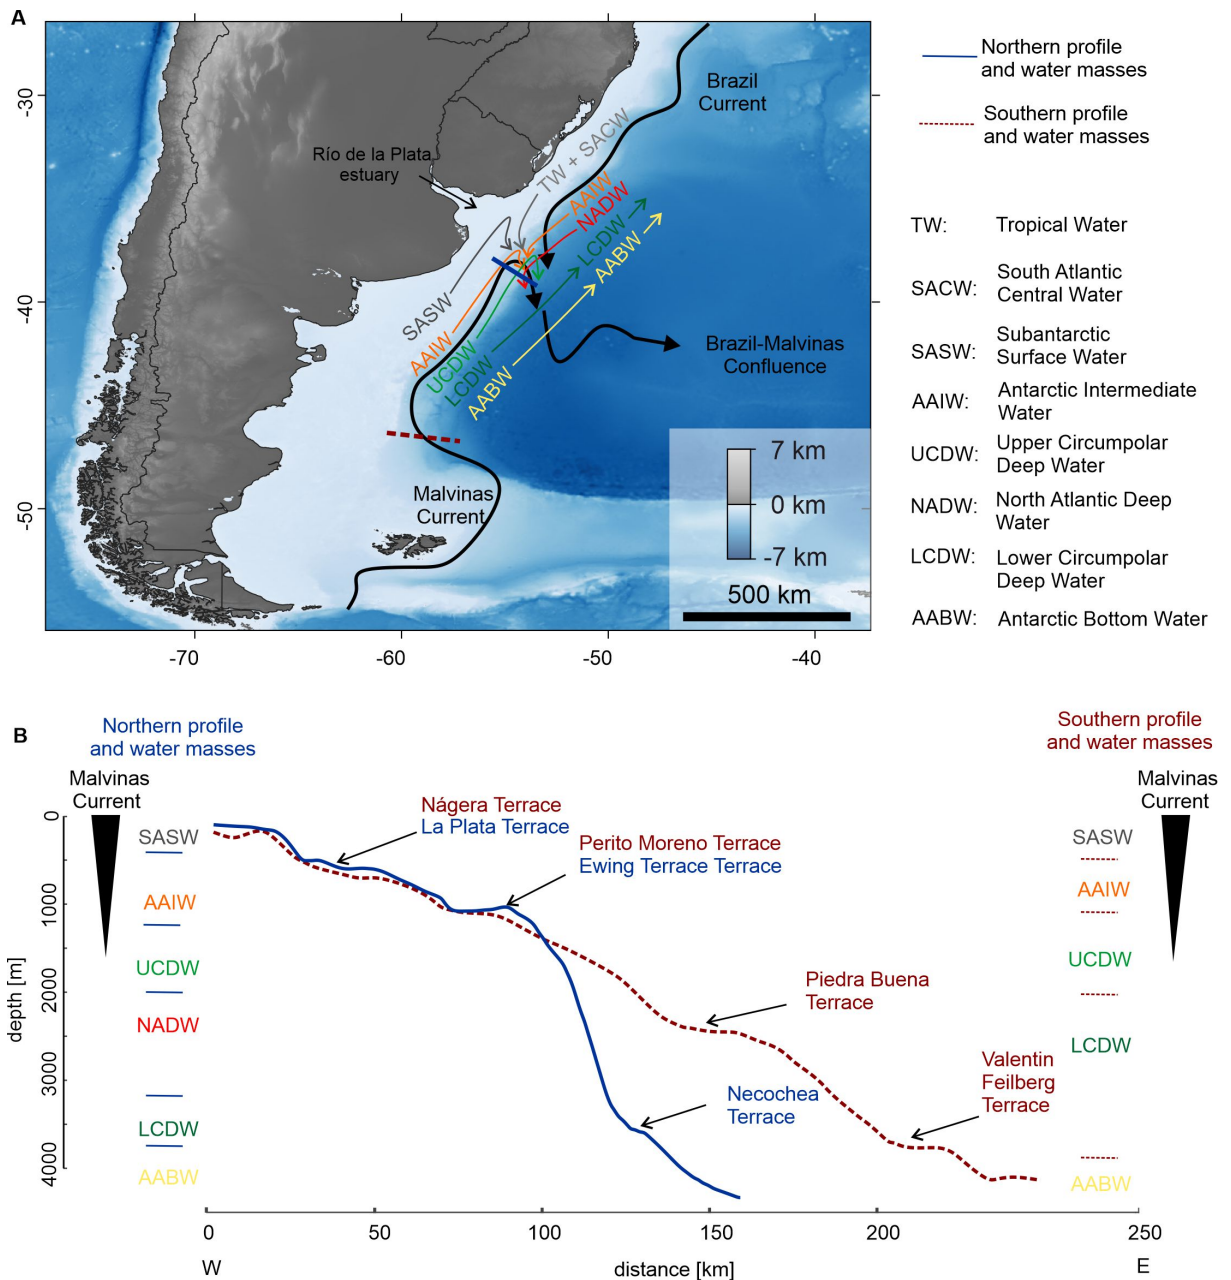 A
-30
-40
-50
-70
-60
-50
-40
Brazil
Current
Río de la Plata
estuary
TW + SACW
AAIW
NADW
LCDW
AABW
SASW
AAIW
UCDW
LCDW
AABW
Brazil-Malvinas
Confluence
Malvinas
Current
7 km
0 km
-7 km
500 km
Northern profile
and water masses
Southern profile
and water masses
TW: Tropical Water
SACW: South Atlantic
Central Water
SASW: Subantarctic
Surface Water
AAIW: Antarctic Intermediate
Water
UCDW: Upper Circumpolar
Deep Water
NADW: North Atlantic Deep
Water
LCDW: Lower Circumpolar
Deep Water
AABW: Antarctic Bottom Water
B
Northern profile
and water masses
Malvinas
Current
Southern profile
and water masses
Malvinas
Current
depth [m]
0
1000
2000
3000
4000
SASW
AAIW
UCDW
NADW
LCDW
AABW
Nágera Terrace
La Plata Terrace
Perito Moreno Terrace
Ewing Terrace Terrace
Piedra Buena
Terrace
Necochea
Terrace
Valentin
Feilberg
Terrace
SASW
AAIW
UCDW
LCDW
AABW
0
50
100
150
200
250
W
distance [km]
E